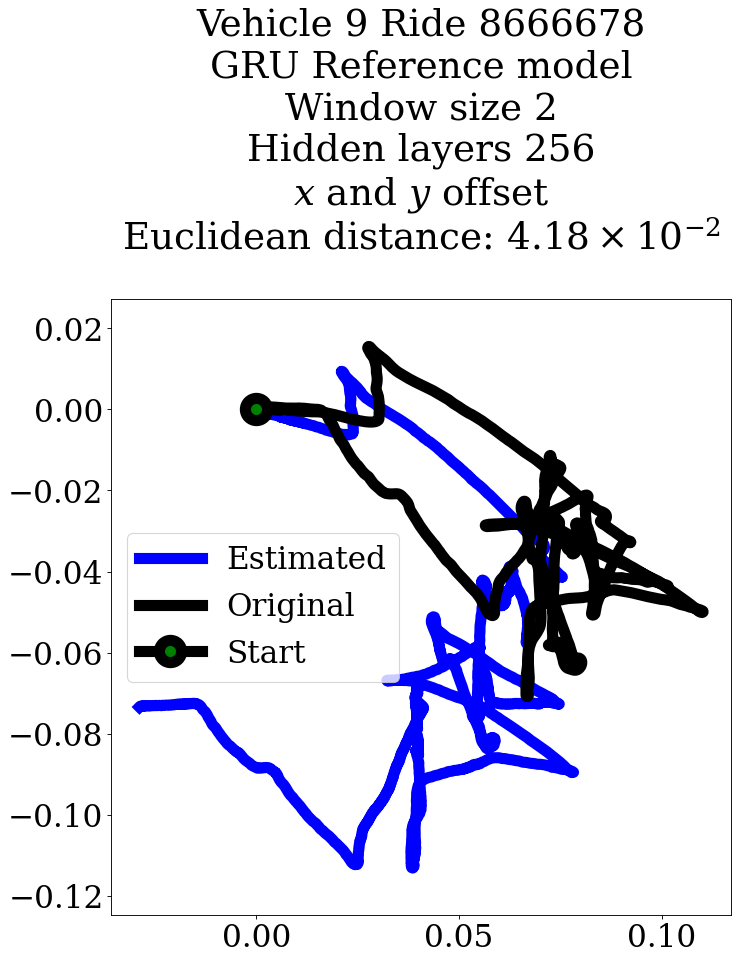 Vehicle 9 Ride 8666678
GRU Reference model
Window size 2
Hidden layers 256
x and y offset
Euclidean distance: 4.18 × 10⁻²
0.02
0.00
−0.02
−0.04
−0.06
−0.08
−0.10
−0.12
Estimated
Original
Start
0.00 0.05 0.10